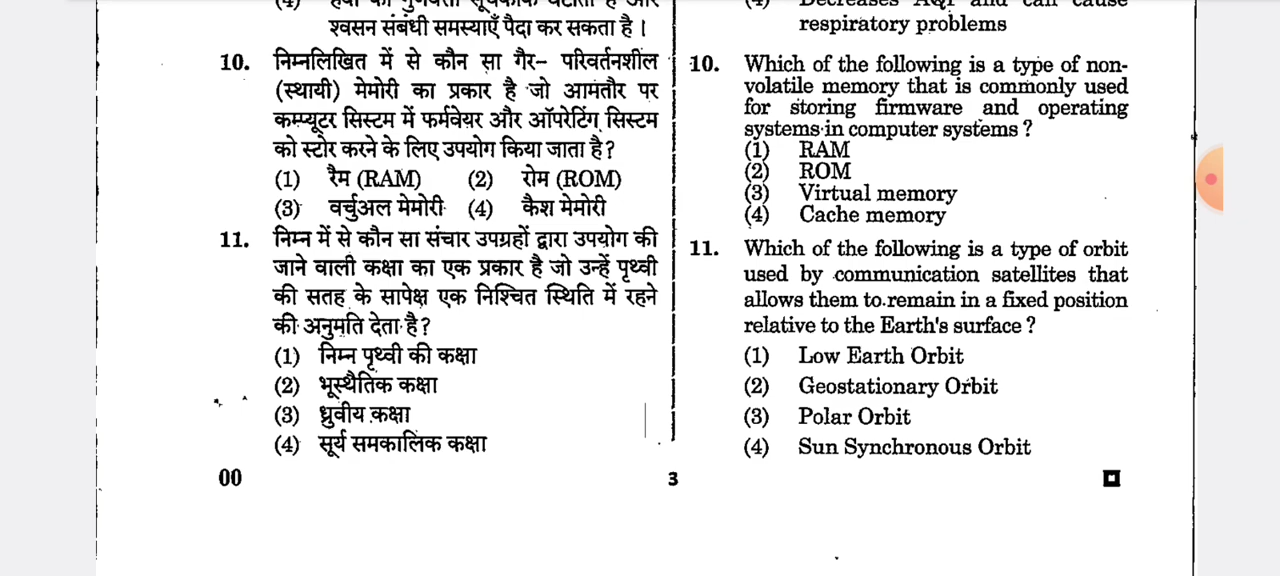 श्वसन संबंधी समस्याएँ पैदा कर सकता है ।
10. निम्नलिखित में से कौन सा गैर- परिवर्तनशील
(स्थायी) मेमोरी का प्रकार है जो आमतौर पर
कम्प्यूटर सिस्टम में फर्मवेयर और ऑपरेटिंग सिस्टम
को स्टोर करने के लिए उपयोग किया जाता है?
(1) रैम (RAM) (2) रोम (ROM)
(3) वर्चुअल मेमोरी (4) कैश मेमोरी
11. निम्न में से कौन सा संचार उपग्रहों द्वारा उपयोग की
जाने वाली कक्षा का एक प्रकार है जो उन्हें पृथ्वी
की सतह के सापेक्ष एक निश्चित स्थिति में रहने
की अनुमति देता है?
(1) निम्न पृथ्वी की कक्षा
(2) भूस्थैतिक कक्षा
(3) ध्रुवीय कक्षा
(4) सूर्य समकालिक कक्षा
(4) Decreases AQI and can cause
respiratory problems
10. Which of the following is a type of non-
volatile memory that is commonly used
for storing firmware and operating
systems in computer systems ?
(1) RAM
(2) ROM
(3) Virtual memory
(4) Cache memory
11. Which of the following is a type of orbit
used by communication satellites that
allows them to remain in a fixed position
relative to the Earth's surface ?
(1) Low Earth Orbit
(2) Geostationary Orbit
(3) Polar Orbit
(4) Sun Synchronous Orbit
00
3